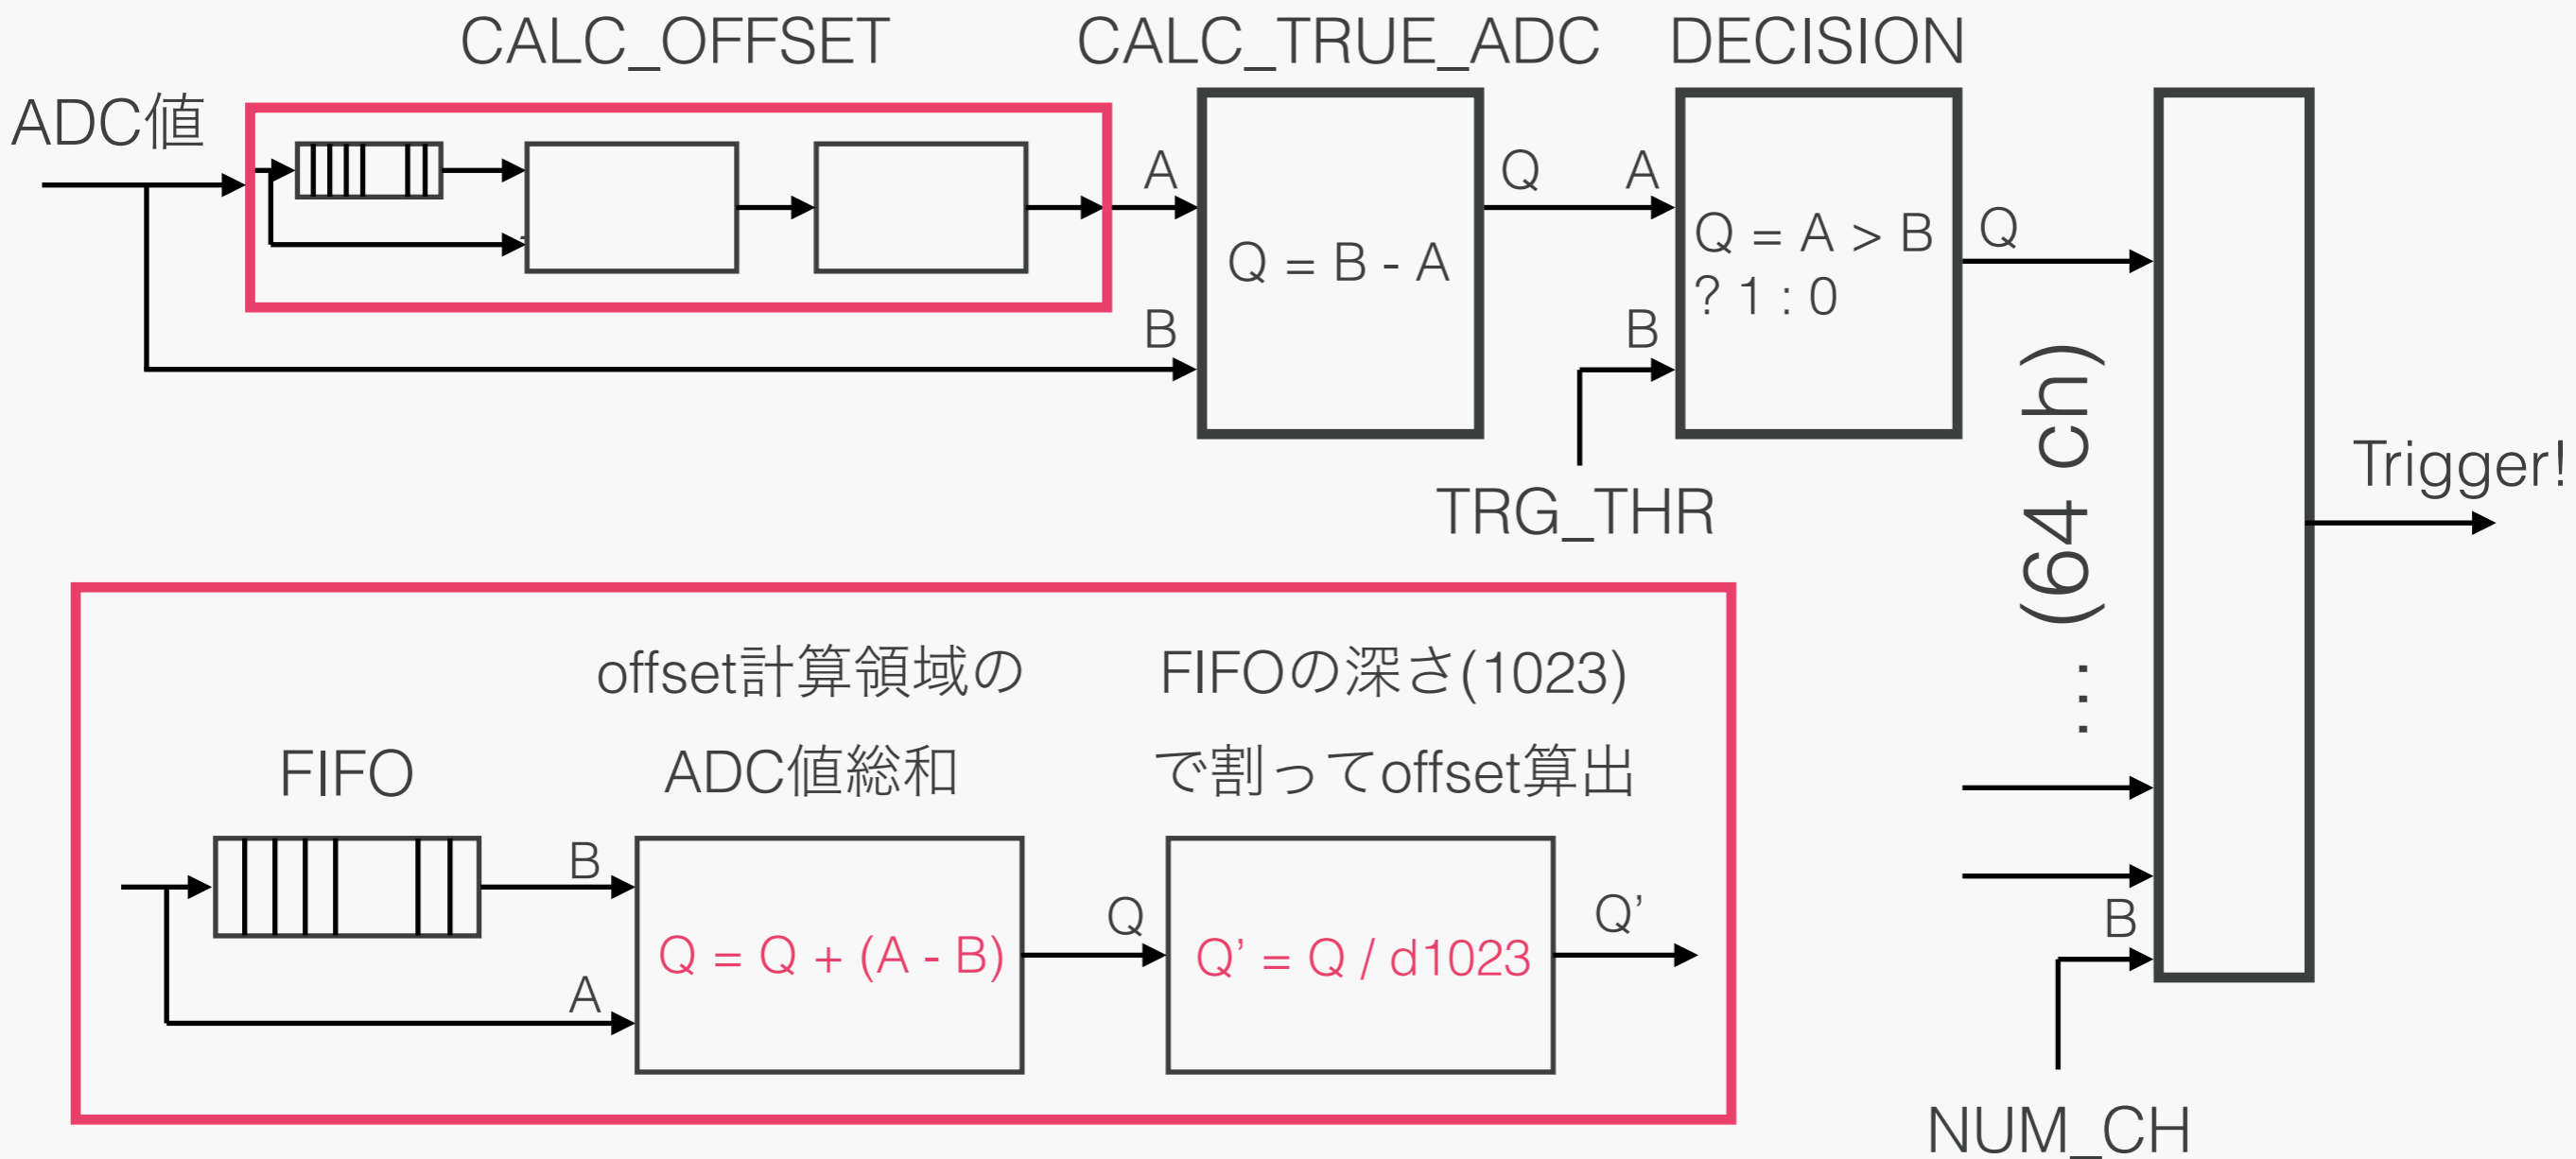 CALC_OFFSET
CALC_TRUE_ADC
DECISION
ADC値
A
Q
A
Q
Q = B - A
Q = A > B
? 1 : 0
B
B
TRG_THR
(64 ch)
…
Trigger!
offset計算領域の
ADC値総和
FIFOの深さ(1023)
で割ってoffset算出
FIFO
B
Q = Q + (A - B)
Q
Q' = Q / d1023
Q'
A
B
NUM_CH